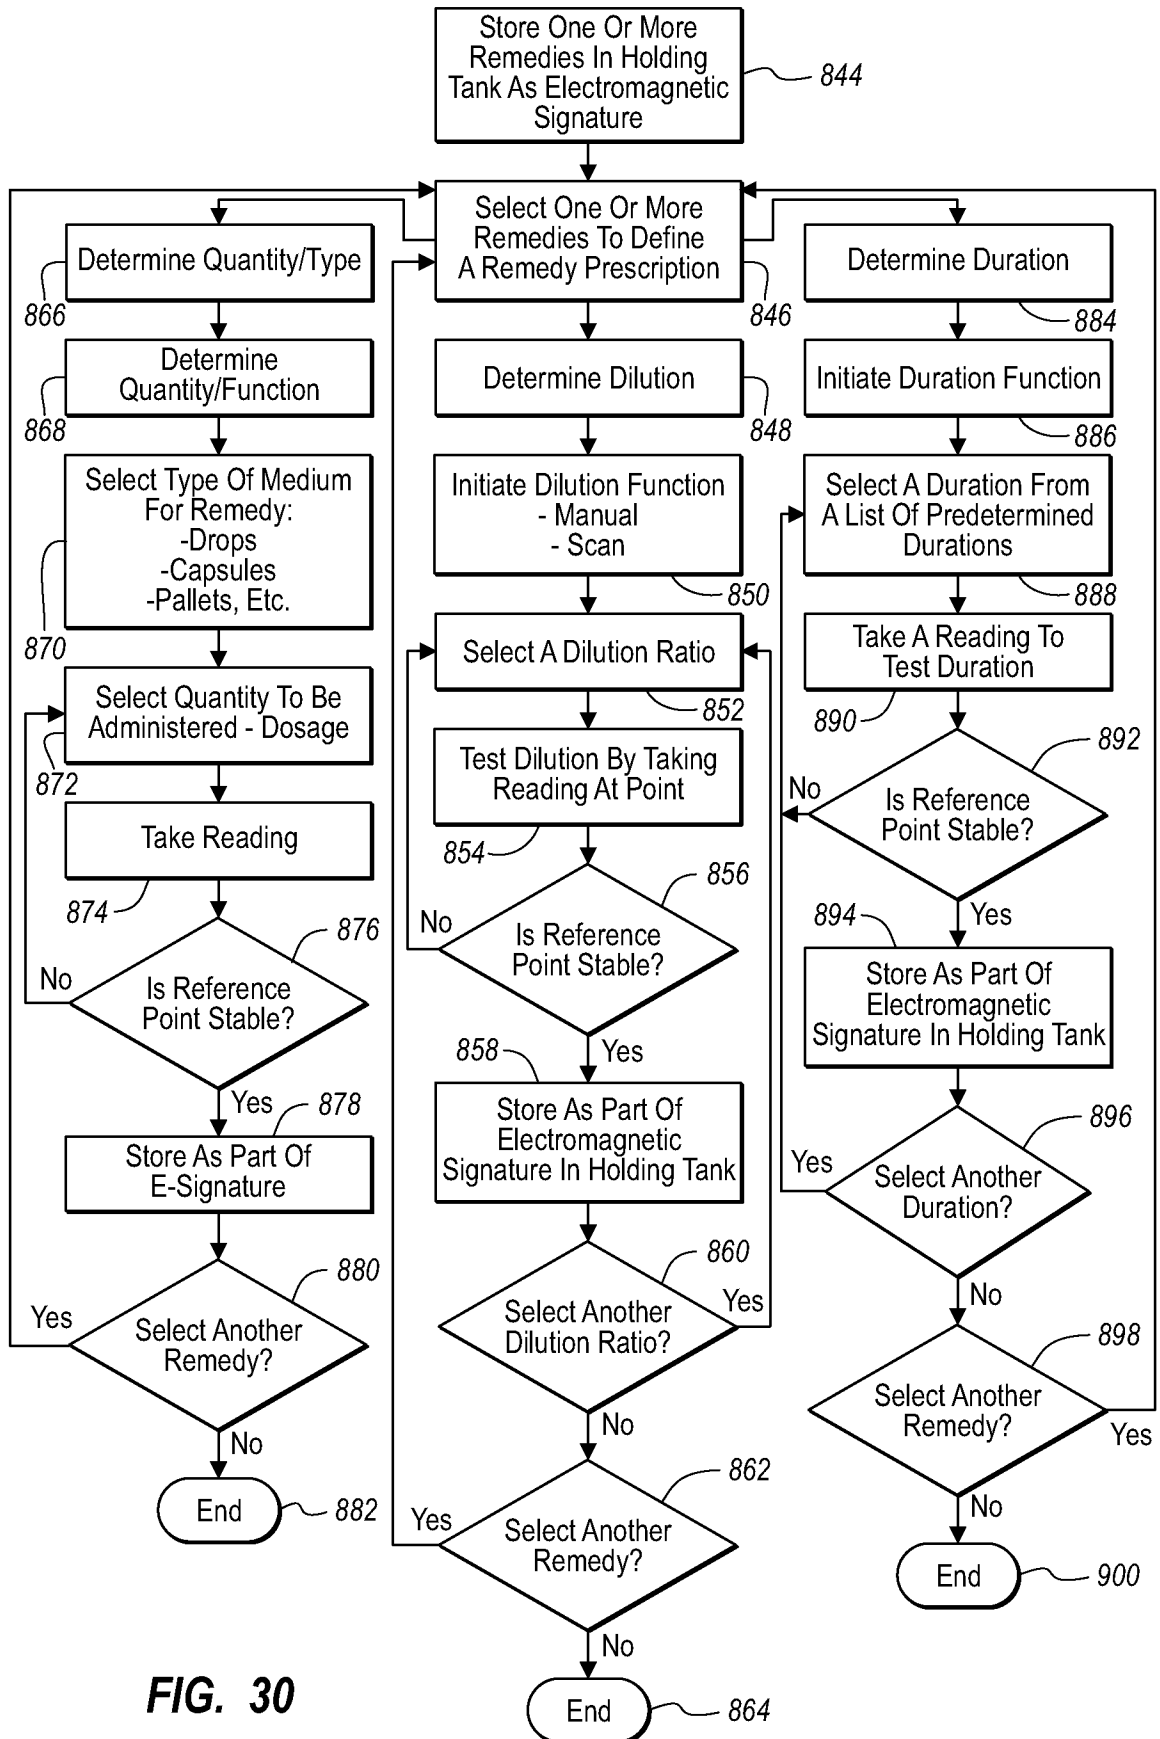 Store One Or More
Remedies In Holding
Tank As Electromagnetic
Signature
844
Select One Or More
Remedies To Define
A Remedy Prescription
846
Determine Quantity/Type
866
Determine
Quantity/Function
868
Select Type Of Medium
For Remedy:
-Drops
-Capsules
-Pallets, Etc.
870
Select Quantity To Be
Administered - Dosage
872
Take Reading
874
Is Reference
Point Stable?
876
No
Yes
Store As Part Of
E-Signature
878
Select Another
Remedy?
880
Yes
No
End
882
Determine Dilution
848
Initiate Dilution Function
- Manual
- Scan
850
Select A Dilution Ratio
852
Test Dilution By Taking
Reading At Point
854
Is Reference
Point Stable?
856
No
Yes
Store As Part Of
Electromagnetic
Signature In Holding Tank
858
Select Another
Dilution Ratio?
860
Yes
No
Select Another
Remedy?
862
Yes
No
End
864
Determine Duration
884
Initiate Duration Function
886
Select A Duration From
A List Of Predetermined
Durations
888
Take A Reading To
Test Duration
890
Is Reference
Point Stable?
892
No
Yes
Store As Part Of
Electromagnetic
Signature In Holding Tank
894
Select Another
Duration?
896
Yes
No
Select Another
Remedy?
898
Yes
No
End
900
FIG. 30